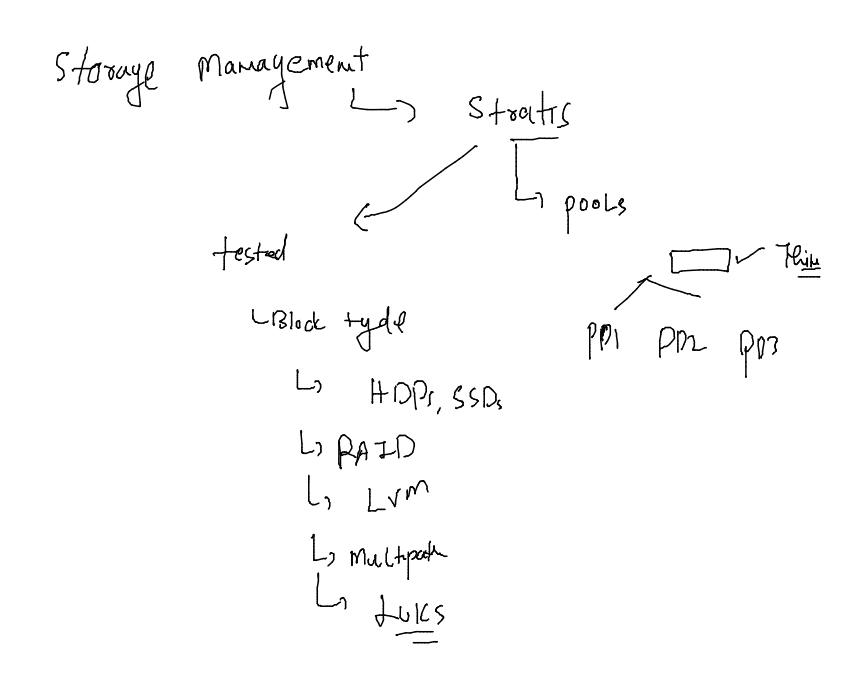 Storage Management
Stratis
pools
tested
Thin
Block type
PD1 PD2 PD3
HDDs, SSDs
RAID
LVM
Multipath
LUKS